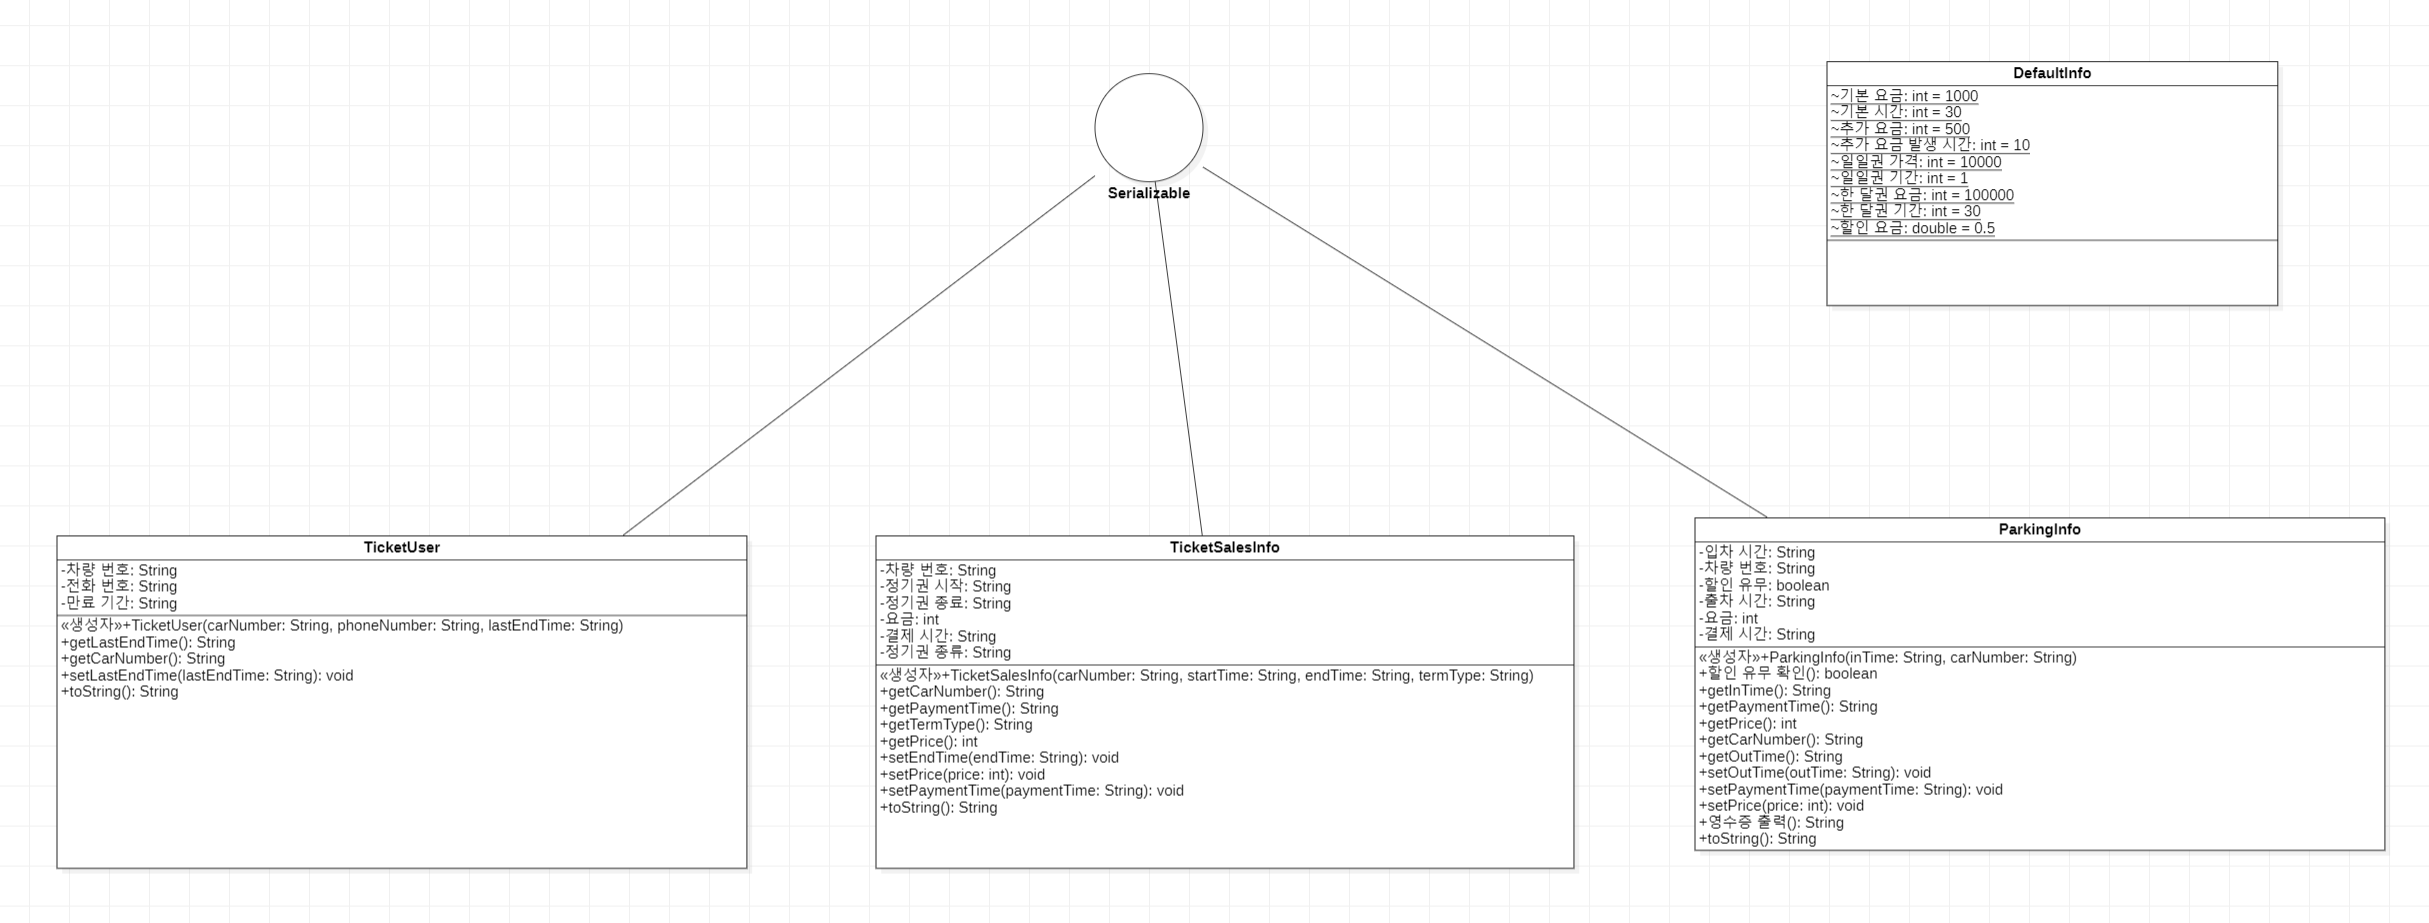 Serializable
DefaultInfo
~기본 요금: int = 1000
~기본 시간: int = 30
~추가 요금: int = 500
~추가 요금 발생 시간: int = 10
~일일권 가격: int = 10000
~일일권 기간: int = 1
~한 달권 요금: int = 100000
~한 달권 기간: int = 30
~할인 요금: double = 0.5
TicketUser
-차량 번호: String
-전화 번호: String
-만료 기간: String
«생성자»+TicketUser(carNumber: String, phoneNumber: String, lastEndTime: String)
+getLastEndTime(): String
+getCarNumber(): String
+setLastEndTime(lastEndTime: String): void
+toString(): String
TicketSalesInfo
-차량 번호: String
-정기권 시작: String
-정기권 종료: String
-요금: int
-결제 시간: String
-정기권 종류: String
«생성자»+TicketSalesInfo(carNumber: String, startTime: String, endTime: String, termType: String)
+getCarNumber(): String
+getPaymentTime(): String
+getTermType(): String
+getPrice(): int
+setEndTime(endTime: String): void
+setPrice(price: int): void
+setPaymentTime(paymentTime: String): void
+toString(): String
ParkingInfo
-입차 시간: String
-차량 번호: String
-할인 유무: boolean
-출차 시간: String
-요금: int
-결제 시간: String
«생성자»+ParkingInfo(inTime: String, carNumber: String)
+할인 유무 확인(): boolean
+getInTime(): String
+getPaymentTime(): String
+getPrice(): int
+getCarNumber(): String
+getOutTime(): String
+setOutTime(outTime: String): void
+setPaymentTime(paymentTime: String): void
+setPrice(price: int): void
+영수증 출력(): String
+toString(): String